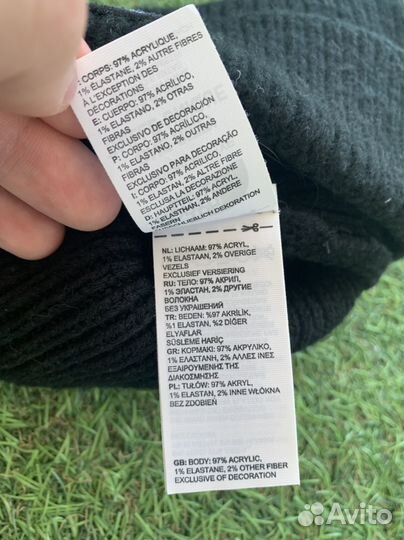 F: CORPS: 97% ACRYLIQUE,
1% ELASTANE, 2% AUTRE FIBRES
À L'EXCEPTION DES
DÉCORATIONS
E: CUERPO: 97% ACRÍLICO,
1% ELASTANO, 2% OTRAS
FIBRAS
EXCLUSIVO DE DECORACIÓN
P: CORPO: 97% ACRÍLICO,
1% ELASTANO, 2% OUTRAS
FIBRAS
EXCLUSIVO PARA DECORAÇÃO
I: CORPO: 97% ACRILICO,
1% ELASTAN, 2% ALTRE FIBRE
ESCLUSA LA DECORAZIONE
D: HAUPTTEIL: 97% ACRYL,
1% ELASTHAN, 2% ANDERE
FASERN
DEKORATION
NL: LICHAAM: 97% ACRYL,
1% ELASTAAN, 2% OVERIGE
VEZELS
EXCLUSIEF VERSIERING
RU: ТЕЛО: 97% АКРИЛ,
1% ЭЛАСТАН, 2% ДРУГИЕ
ВОЛОКНА
БЕЗ УКРАШЕНИЙ
TR: BEDEN: %97 AKRİLİK,
%1 ELASTAN, %2 DİĞER
ELYAFLAR
SÜSLEME HARİÇ
GR: ΚΟΡΜΑΚΙ: 97% ΑΚΡΥΛΙΚΟ,
1% ΕΛΑΣΤΑΝΗ, 2% ΑΛΛΕΣ ΙΝΕΣ
ΕΞΑΙΡΟΥΜΕΝΗΣ ΤΗΣ
ΔΙΑΚΟΣΜΗΣΗΣ
PL: TUŁÓW: 97% AKRYL,
1% ELASTAN, 2% INNE WŁÓKNA
BEZ ZDOBIEŃ
GB: BODY: 97% ACRYLIC,
1% ELASTANE, 2% OTHER FIBER
EXCLUSIVE OF DECORATION
Avito